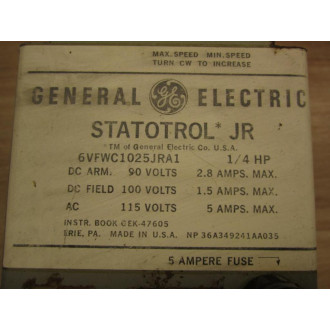 MAX. SPEED MIN. SPEED
TURN CW TO INCREASE
GENERAL GE ELECTRIC
STATOTROL* JR
*TM of General Electric Co. U.S.A.
6VFWC1025JRA1 1/4 HP
DC ARM. 90 VOLTS 2.8 AMPS. MAX.
DC FIELD 100 VOLTS 1.5 AMPS. MAX.
AC 115 VOLTS 5 AMPS. MAX.
INSTR. BOOK GEK-47605
ERIE, PA. MADE IN U.S.A. NP 36A349241AA035
5 AMPERE FUSE